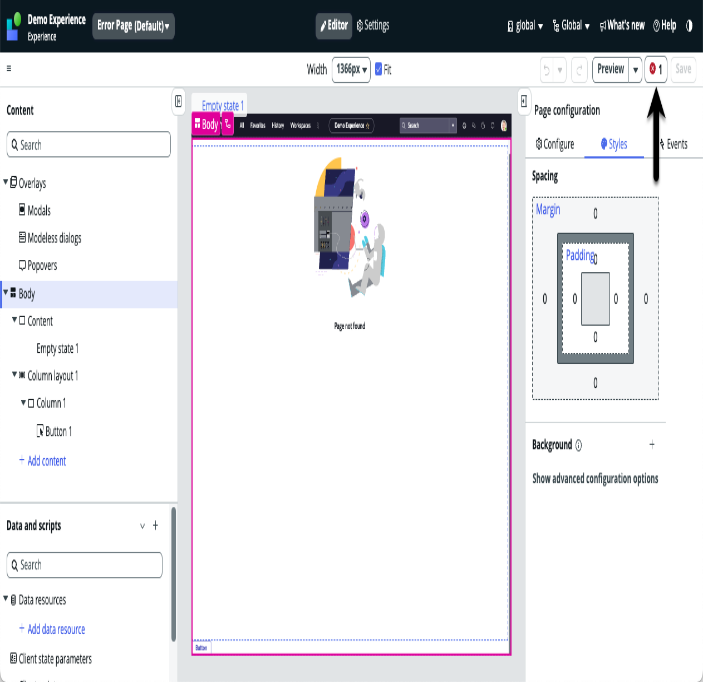 Demo Experience
Experience
Error Page (Default)
Editor
Settings
global
Global
What's new
Help
Width
1366px
Fit
Preview
1
Save
Content
Search
Overlays
Modals
Modeless dialogs
Popovers
Body
Content
Empty state 1
Column layout 1
Column 1
Button 1
+ Add content
Data and scripts
Search
Data resources
+ Add data resource
Client state parameters
Empty state 1
Body
All
Favorites
History
Workspaces
Demo Experience
Search
Page not found
Button
Page configuration
Configure
Styles
Events
Spacing
Margin
0
Padding
0
0
0
0
0
0
0
Background
Show advanced configuration options